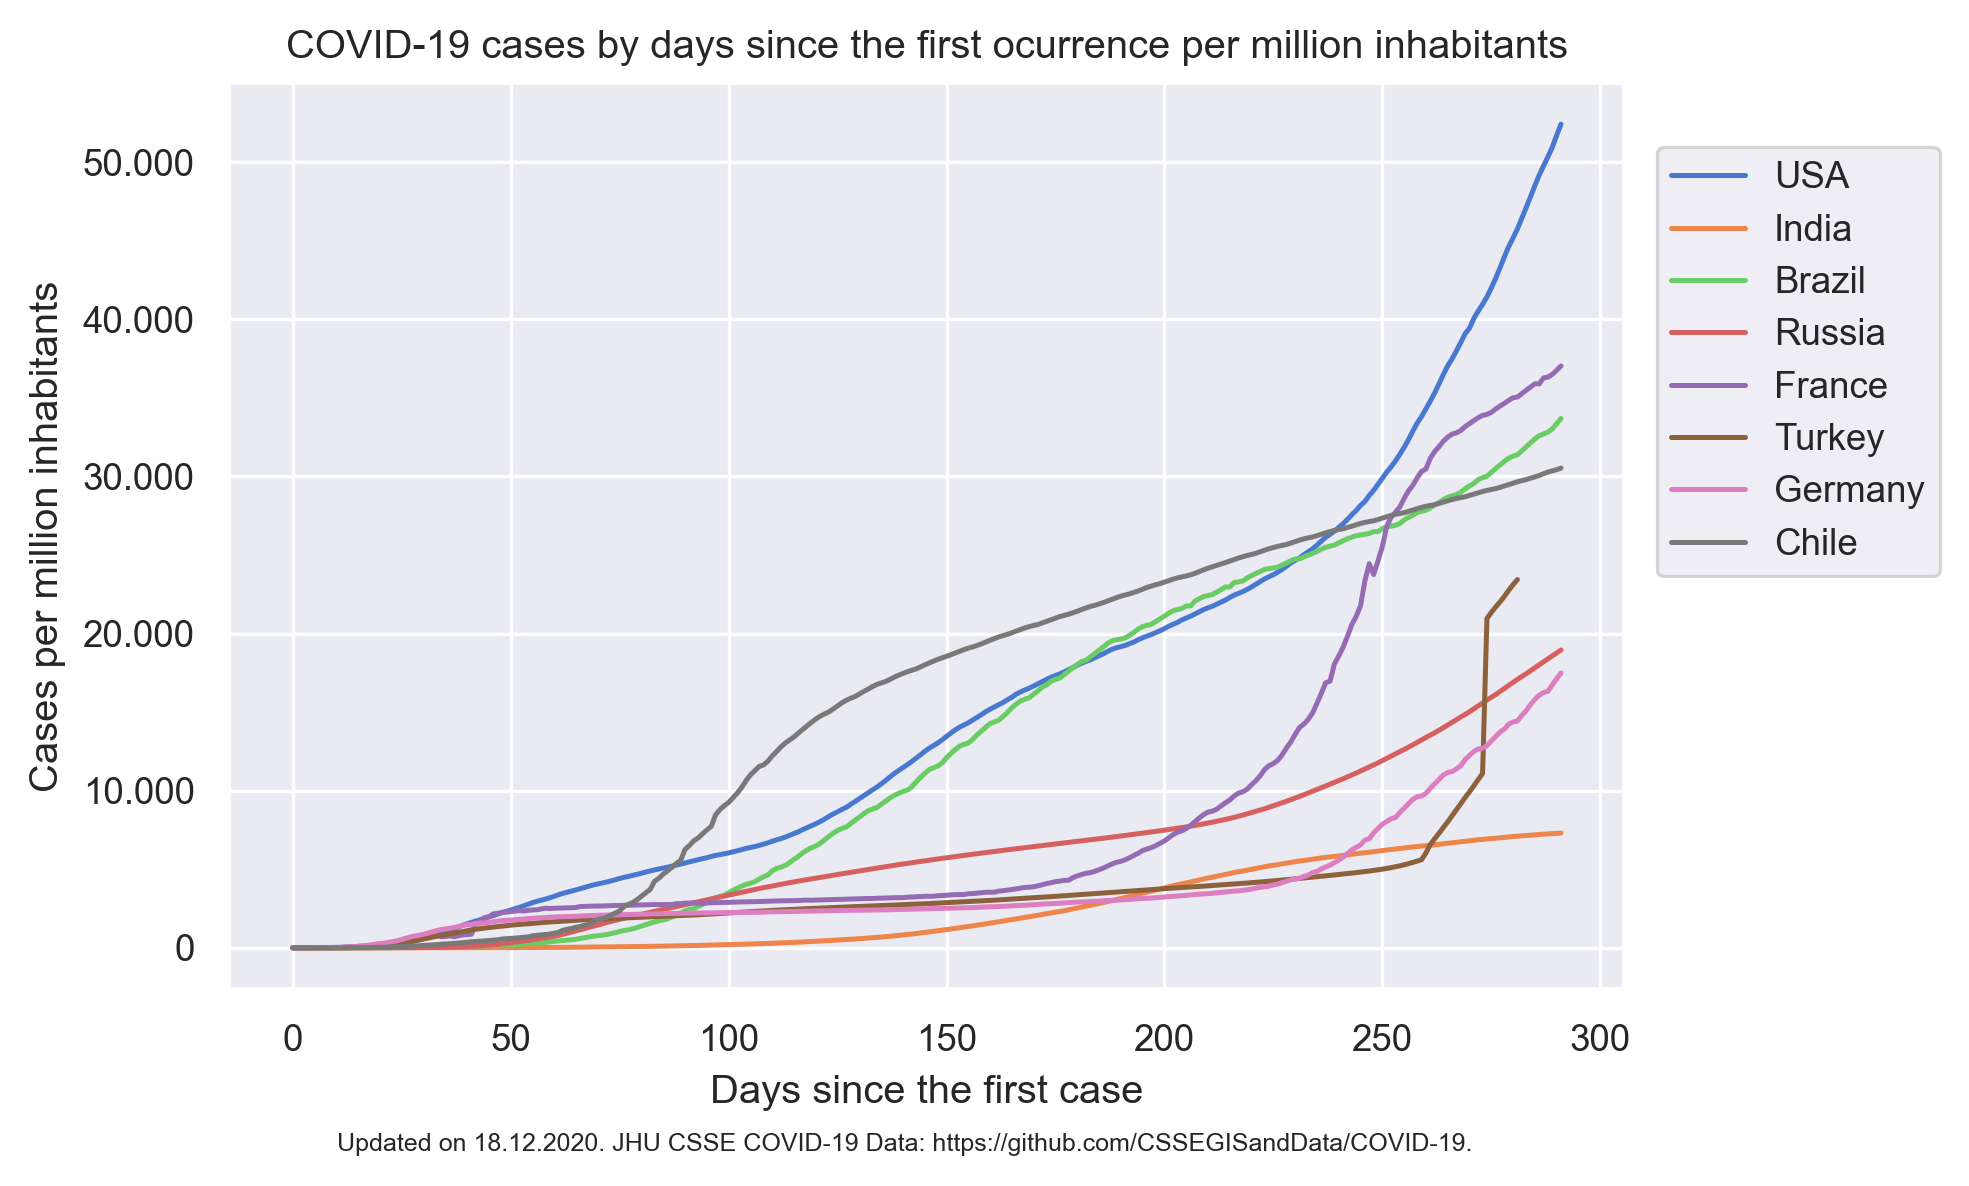 COVID-19 cases by days since the first ocurrence per million inhabitants
Cases per million inhabitants
50.000
40.000
30.000
20.000
10.000
0
0 50 100 150 200 250 300
Days since the first case
USA
India
Brazil
Russia
France
Turkey
Germany
Chile
Updated on 18.12.2020. JHU CSSE COVID-19 Data: https://github.com/CSSEGISandData/COVID-19.